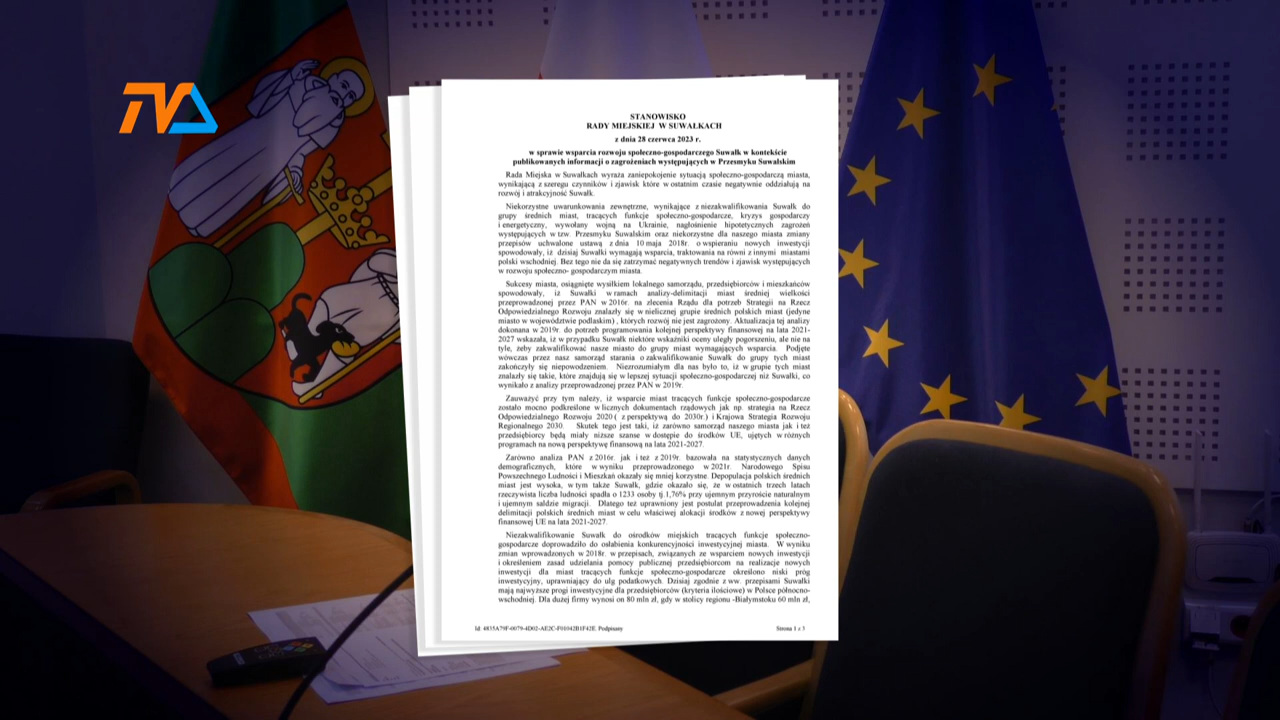 TVA
STANOWISKO
RADY MIEJSKIEJ W SUWAŁKACH
z dnia 28 czerwca 2023 r.
w sprawie wsparcia rozwoju społeczno-gospodarczego Suwałk w kontekście
publikowanych informacji o zagrożeniach występujących w Przesmyku Suwalskim
Rada Miejska w Suwałkach wyraża zaniepokojenie sytuacją społeczno-gospodarczą miasta,
wynikającą z szeregu czynników i zjawisk które w ostatnim czasie negatywnie oddziałują na
rozwój i atrakcyjność Suwałk.
Niekorzystne uwarunkowania zewnętrzne, wynikające z niezakwalifikowania Suwałk do
grupy średnich miast, tracących funkcje społeczno-gospodarcze, kryzys gospodarczy
i energetyczny, wywołany wojną na Ukrainie, nagłośnienie hipotetycznych zagrożeń
występujących w tzw. Przesmyku Suwalskim oraz niekorzystne dla naszego miasta zmiany
przepisów uchwalone ustawą z dnia 10 maja 2018r. o wspieraniu nowych inwestycji
spowodowały, iż dzisiaj Suwałki wymagają wsparcia, traktowania na równi z innymi miastami
polski wschodniej. Bez tego nie da się zatrzymać negatywnych trendów i zjawisk występujących
w rozwoju społeczno- gospodarczym miasta.
Sukcesy miasta, osiągnięte wysiłkiem lokalnego samorządu, przedsiębiorców i mieszkańców
spowodowały, iż Suwałki w ramach analizy-delimitacji miast średniej wielkości
przeprowadzonej przez PAN w 2016r. na zlecenia Rządu dla potrzeb Strategii na Rzecz
Odpowiedzialnego Rozwoju znalazły się w nielicznej grupie średnich polskich miast (jedyne
miasto w województwie podlaskim) , których rozwój nie jest zagrożony. Aktualizacja tej analizy
dokonana w 2019r. do potrzeb programowania kolejnej perspektywy finansowej na lata 2021-
2027 wskazała, iż w przypadku Suwałk niektóre wskaźniki oceny uległy pogorszeniu, ale nie na
tyle, żeby zakwalifikować nasze miasto do grupy miast wymagających wsparcia. Podjęte
wówczas przez nasz samorząd starania o zakwalifikowanie Suwałk do grupy tych miast
zakończyły się niepowodzeniem. Niezrozumiałym dla nas było to, iż w grupie tych miast
znalazły się takie, które znajdują się w lepszej sytuacji społeczno-gospodarczej niż Suwałki, co
wynikało z analizy przeprowadzonej przez PAN w 2019r.
Zauważyć przy tym należy, iż wsparcie miast tracących funkcje społeczno-gospodarcze
zostało mocno podkreślone w licznych dokumentach rządowych jak np. strategia na Rzecz
Odpowiedzialnego Rozwoju 2020 ( z perspektywą do 2030r ) i Krajowa Strategia Rozwoju
Regionalnego 2030. Skutek tego jest taki, iż zarówno samorząd naszego miasta jak i też
przedsiębiorcy będą miały niższe szanse w dostępie do środków UE, ujętych w różnych
programach na nową perspektywę finansową na lata 2021-2027.
Zarówno analiza PAN z 2016r. jak i też z 2019r. bazowała na statystycznych danych
demograficznych, które w wyniku przeprowadzonego w 2021r. Narodowego Spisu
Powszechnego Ludności i Mieszkań okazały się mniej korzystne. Depopulacja polskich średnich
miast jest wysoka, w tym także Suwałk, gdzie okazało się, że w ostatnich trzech latach
rzeczywista liczba ludności spadła o 1233 osoby tj. 1,76% przy ujemnym przyroście naturalnym
i ujemnym saldzie migracji. Dlatego też uprawniony jest postulat przeprowadzenia kolejnej
delimitacji polskich średnich miast w celu właściwej alokacji środków z nowej perspektywy
finansowej UE na lata 2021-2027.
Niezakwalifikowanie Suwałk do ośrodków miejskich tracących funkcje społeczno-
gospodarcze doprowadziło do osłabienia konkurencyjności inwestycyjnej miasta. W wyniku
zmian wprowadzonych w 2018r. w przepisach, związanych ze wsparciem nowych inwestycji
i określeniem zasad udzielania pomocy publicznej przedsiębiorcom na realizacje nowych
inwestycji dla miast tracących funkcje społeczno-gospodarcze określono niski próg
inwestycyjny, uprawniający do ulg podatkowych. Dzisiaj zgodnie z ww. przepisami Suwałki
mają najwyższe progi inwestycyjne dla przedsiębiorców (kryteria ilościowe) w Polsce północno-
wschodniej. Dla dużej firmy wynosi on 80 mln zł, gdy w stolicy regionu -Białymstoku 60 mln zł,
Id: 4835A79F-0079-4D02-AE2C-F01042B1F42E. Podpisany
Strona 1 z 3